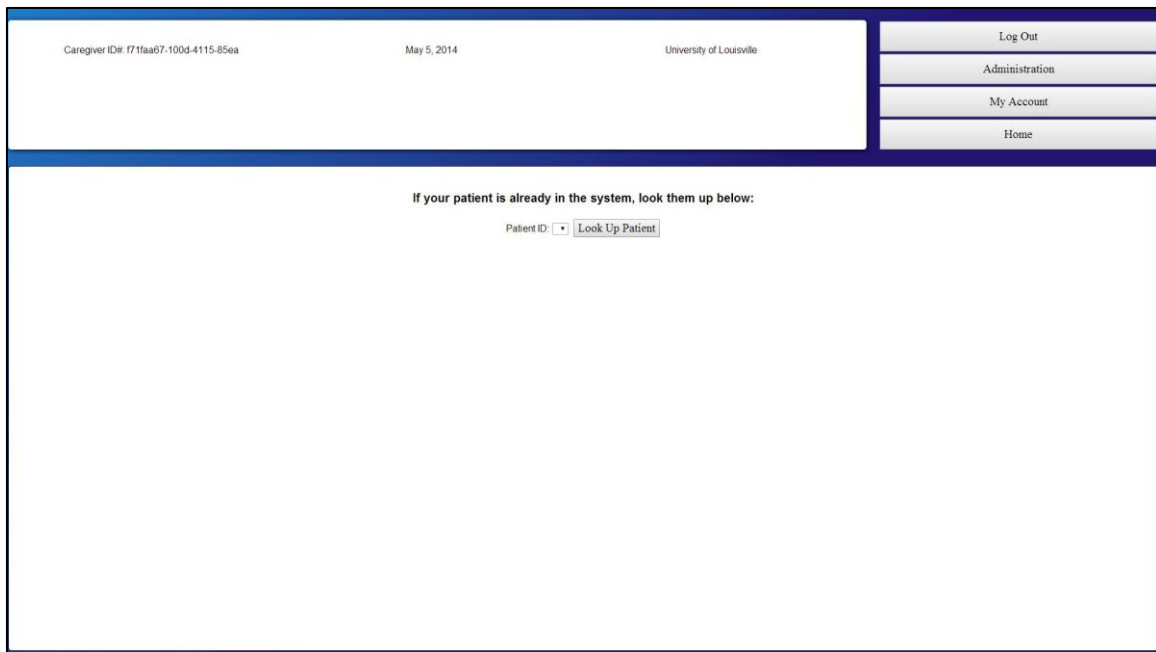 Caregiver ID#: f71faa67-100d-4115-85ea May 5, 2014 University of Louisville
Log Out
Administration
My Account
Home
If your patient is already in the system, look them up below:
Patient ID: Look Up Patient